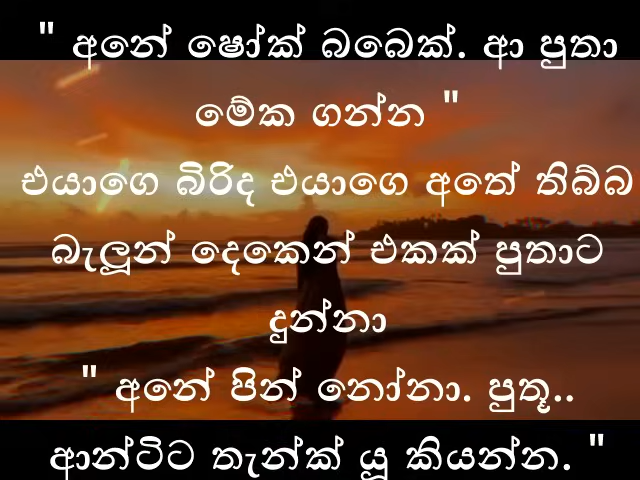 " අනේ ෂෝක් බබෙක්. ආ පුතා
මේක ගන්න "
එයාගෙ බිරිද එයාගෙ අතේ තිබ්බ
බැලූන් දෙකෙන් එකක් පුතාට
දුන්නා
" අනේ පින් නෝනා. පුතූ..
ආන්ටිට තැන්ක් යූ කියන්න. "